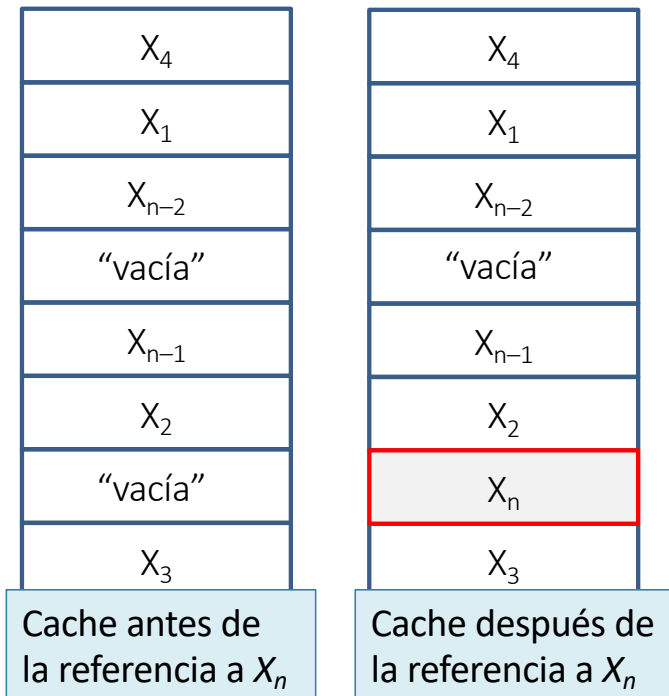 X₄
X₁
Xₙ₋₂
“vacía”
Xₙ₋₁
X₂
“vacía”
X₃
Cache antes de
la referencia a Xₙ
X₄
X₁
Xₙ₋₂
“vacía”
Xₙ₋₁
X₂
Xₙ
X₃
Cache después de
la referencia a Xₙ